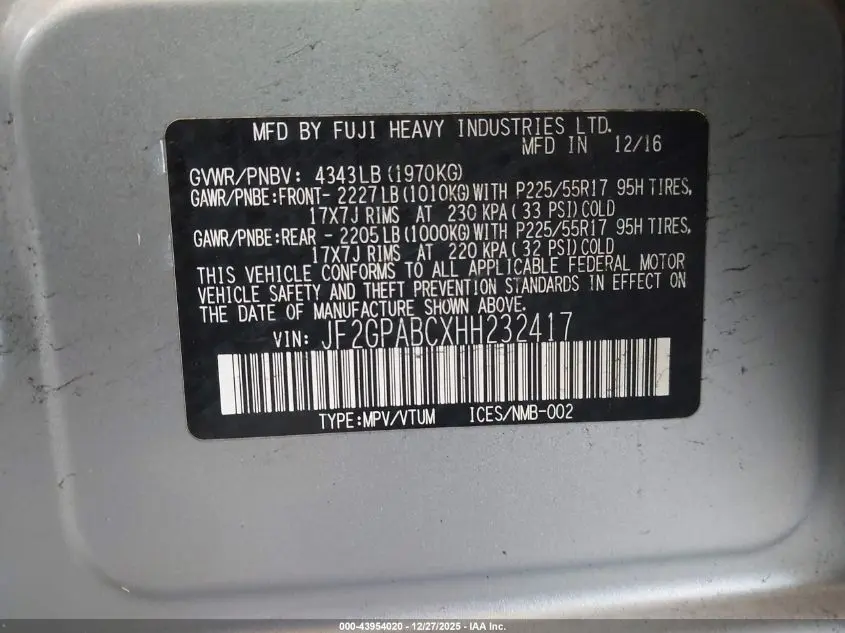 MFD BY FUJI HEAVY INDUSTRIES LTD.
MFD IN 12/16
GVWR/PNBV: 4343LB(1970KG)
GAWR/PNBE:FRONT- 2227LB(1010KG)WITH P225/55R17 95H TIRES,
17X7J RIMS AT 230 KPA(33 PSI)COLD
GAWR/PNBE:REAR - 2205LB(1000KG)WITH P225/55R17 95H TIRES,
17X7J RIMS AT 220 KPA(32 PSI)COLD
THIS VEHICLE CONFORMS TO ALL APPLICABLE FEDERAL MOTOR
VEHICLE SAFETY AND THEFT PREVENTION STANDARDS IN EFFECT ON
THE DATE OF MANUFACTURE SHOWN ABOVE.
VIN: JF2GPABCXHH232417
TYPE:MPV/VTUM ICES/NMB-002
000-43954020 - 12/27/2025 - IAA Inc.